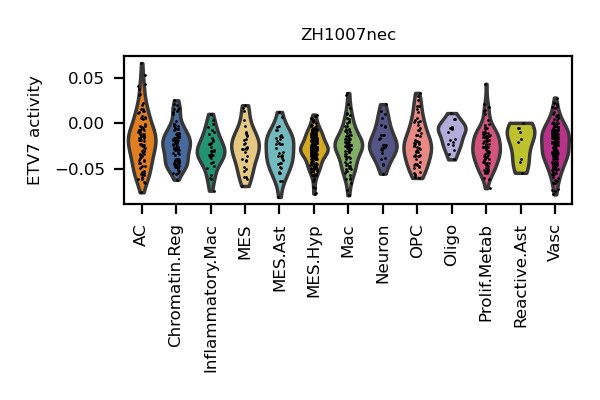 ZH1007nec
ETV7 activity
0.05
0.00
−0.05
AC
Chromatin.Reg
Inflammatory.Mac
MES
MES.Ast
MES.Hyp
Mac
Neuron
OPC
Oligo
Prolif.Metab
Reactive.Ast
Vasc